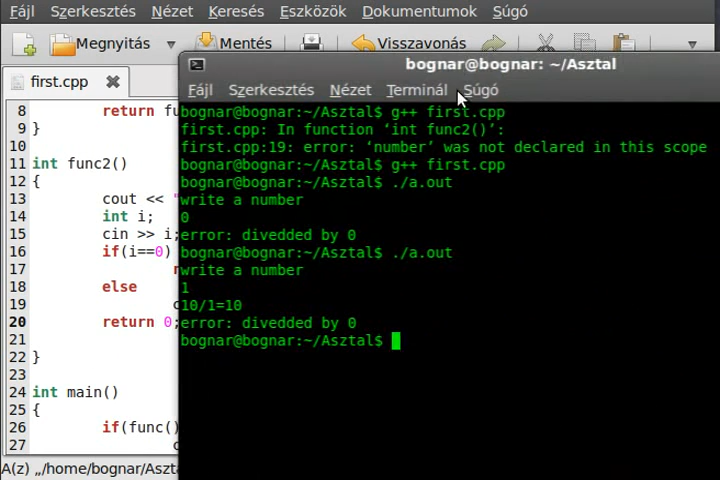 Fájl Szerkesztés Nézet Keresés Eszközök Dokumentumok Súgó
Megnyitás Mentés Visszavonás
first.cpp
bognar@bognar: ~/Asztal
Fájl Szerkesztés Nézet Terminál Súgó
8 return fu
9 }
10
11 int func2()
12 {
13 cout << "
14 int i;
15 cin >> i;
16 if(i==0)
17
18 else
19
20 return 0;
21
22 }
23
24 int main()
25 {
26 if(func()
27
bognar@bognar:~/Asztal$ g++ first.cpp
first.cpp: In function ‘int func2()’:
first.cpp:19: error: ‘number’ was not declared in this scope
bognar@bognar:~/Asztal$ g++ first.cpp
bognar@bognar:~/Asztal$ ./a.out
write a number
0
error: divedded by 0
bognar@bognar:~/Asztal$ ./a.out
write a number
1
10/1=10
error: divedded by 0
bognar@bognar:~/Asztal$
A(z) „/home/bognar/Aszta